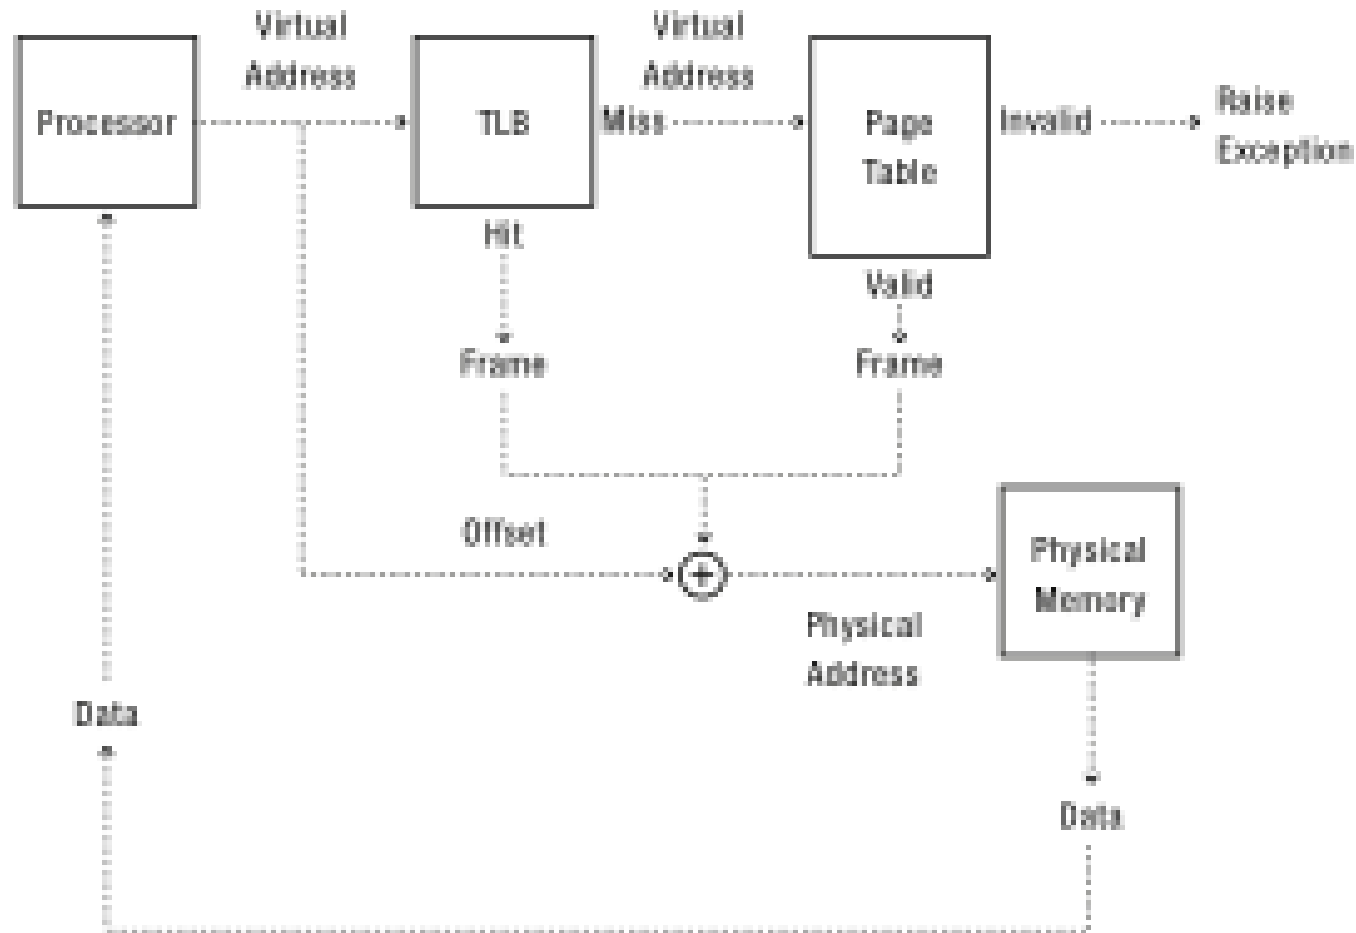 Virtual
Address
Virtual
Address
Processor
TLB
Miss
Page
Table
Invalid
Raise
Exception
Hit
Valid
Frame
Frame
Offset
+
Physical
Memory
Physical
Address
Data
Data